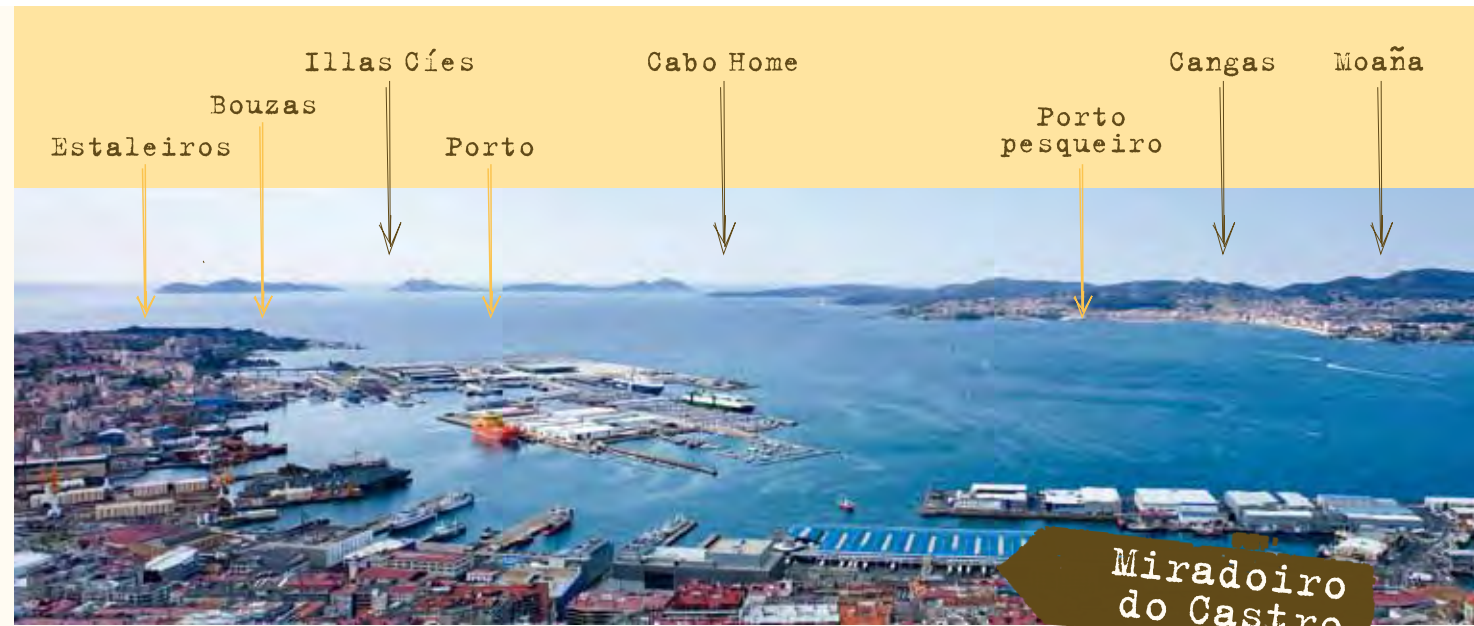 Illas Cíes
Cabo Home
Cangas
Moaña
Bouzas
Porto
pesqueiro
Estaleiros
Porto
Miradoiro
do Castro